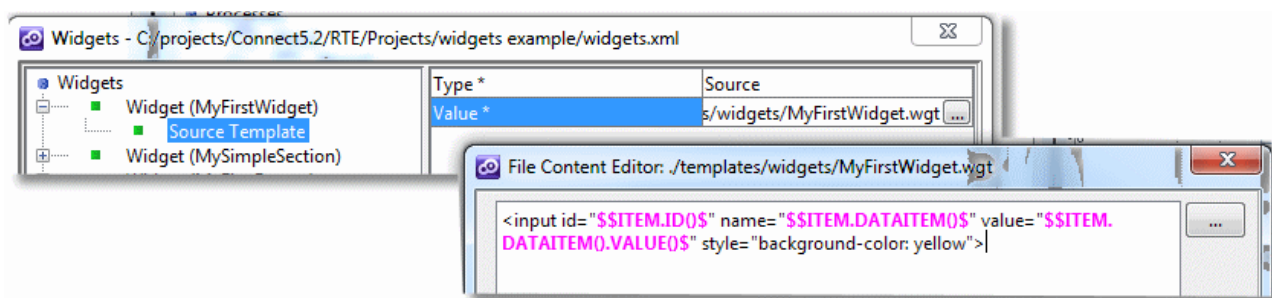 Processes
Widgets - C:/projects/Connect5.2/RTE/Projects/widgets example/widgets.xml
Widgets
Type *
Source
Widget (MyFirstWidget)
Value *
s/widgets/MyFirstWidget.wgt ...
Source Template
Widget (MySimpleSection)
File Content Editor: ./templates/widgets/MyFirstWidget.wgt
<input id="$$ITEM.ID()$" name="$$ITEM.DATAITEM()$" value="$$ITEM.
DATAITEM().VALUE()$" style="background-color: yellow">
...